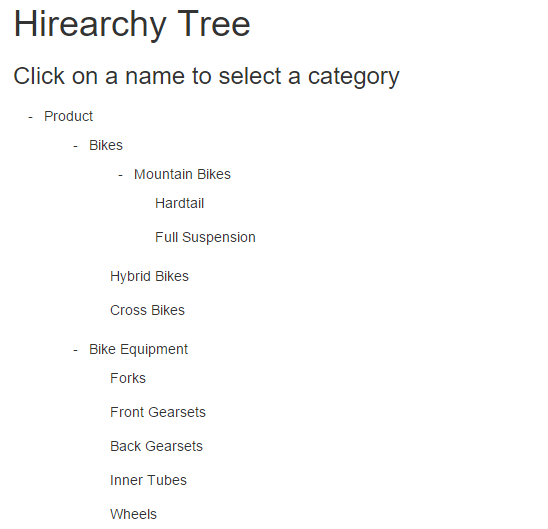 Hirearchy Tree
Click on a name to select a category
- Product
- Bikes
- Mountain Bikes
Hardtail
Full Suspension
Hybrid Bikes
Cross Bikes
- Bike Equipment
Forks
Front Gearsets
Back Gearsets
Inner Tubes
Wheels